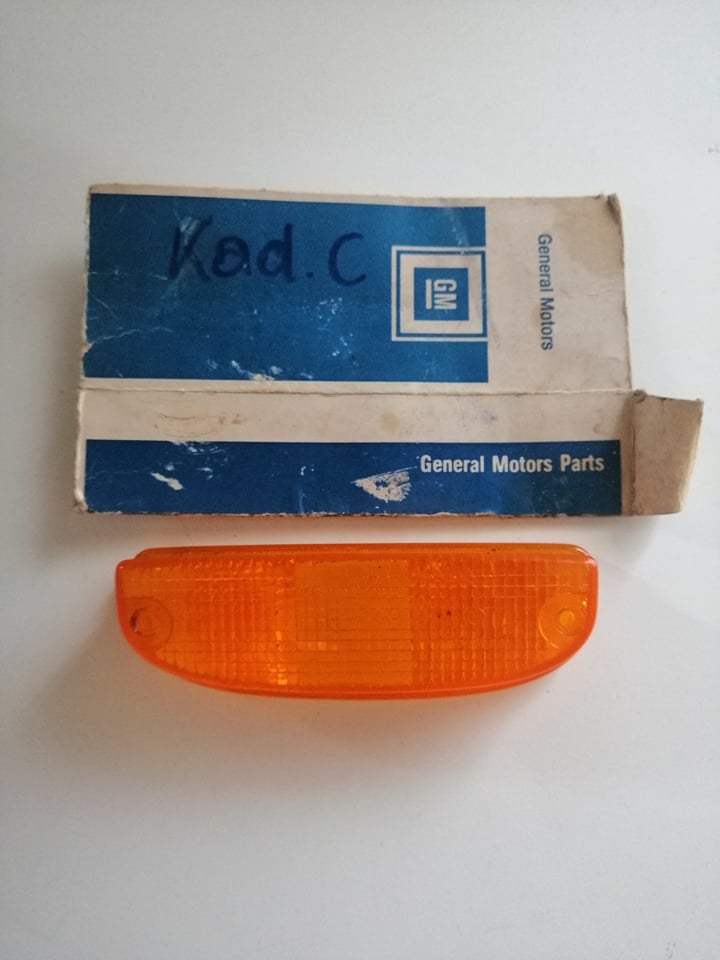 Kad. C
GM
General Motors
General Motors Parts